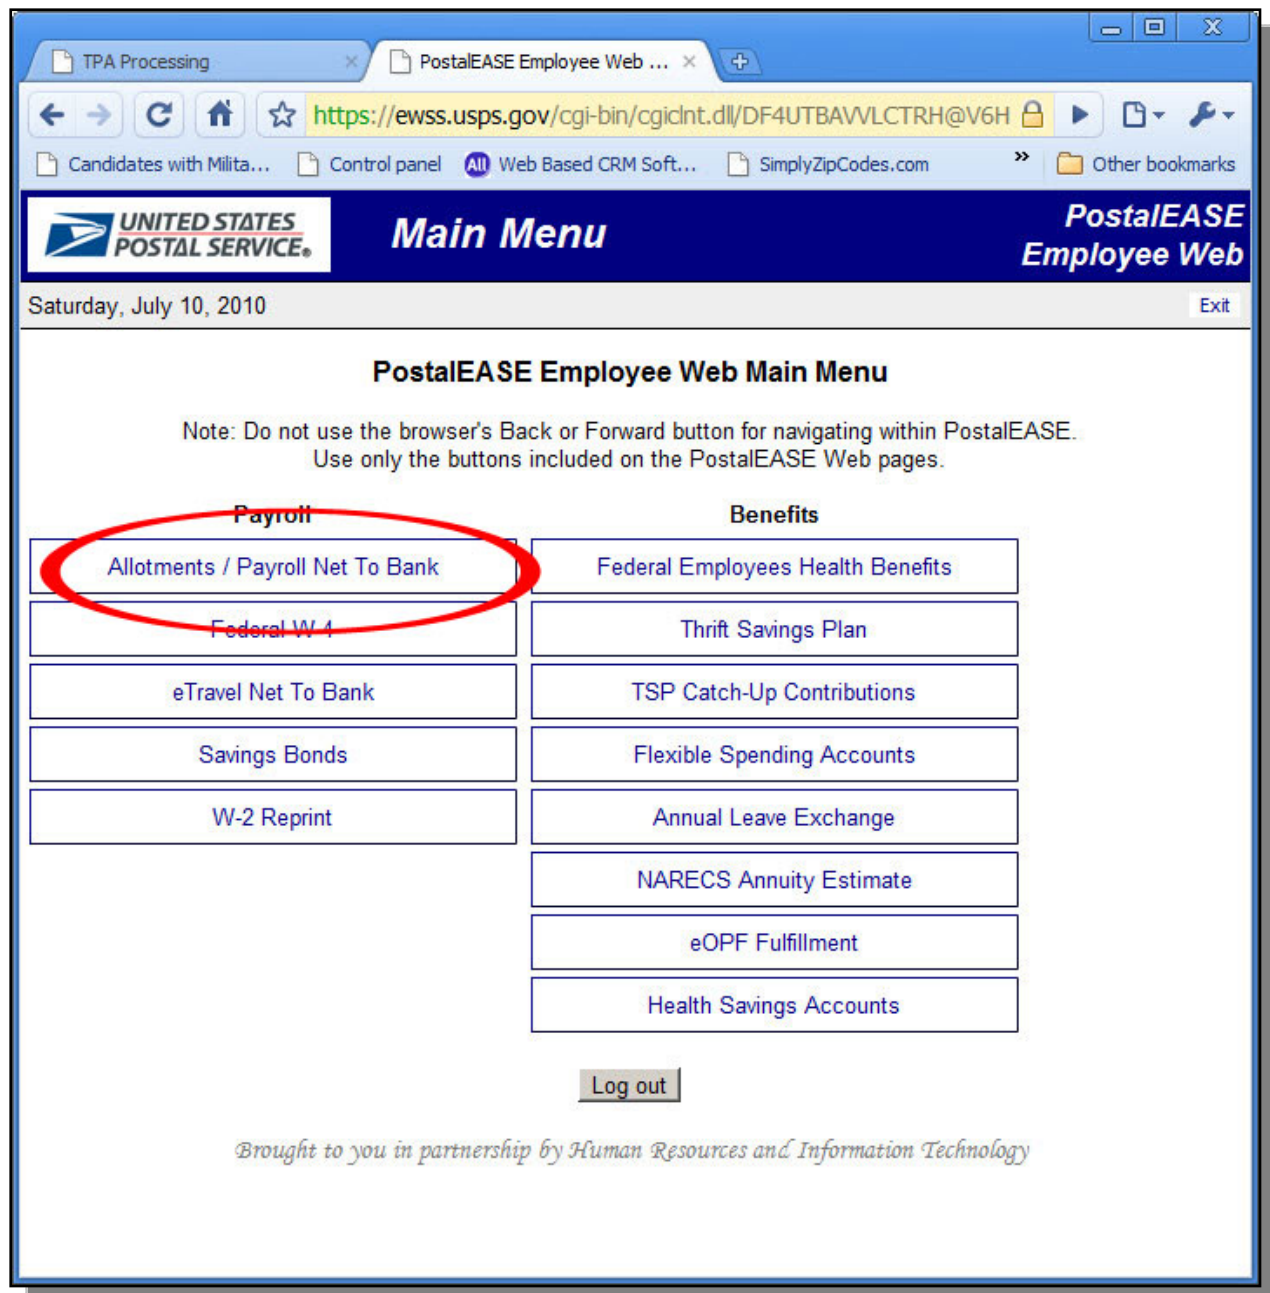 TPA Processing
PostalEASE Employee Web ...
https://ewss.usps.gov/cgi-bin/cgiclnt.dll/DF4UTBAVVLCTRH@V6H
Candidates with Milita...
Control panel
All
Web Based CRM Soft...
SimplyZipCodes.com
»
Other bookmarks
UNITED STATES
POSTAL SERVICE®
Main Menu
PostalEASE
Employee Web
Saturday, July 10, 2010
Exit
PostalEASE Employee Web Main Menu
Note: Do not use the browser's Back or Forward button for navigating within PostalEASE.
Use only the buttons included on the PostalEASE Web pages.
Payroll
Allotments / Payroll Net To Bank
Federal W-4
eTravel Net To Bank
Savings Bonds
W-2 Reprint
Benefits
Federal Employees Health Benefits
Thrift Savings Plan
TSP Catch-Up Contributions
Flexible Spending Accounts
Annual Leave Exchange
NARECS Annuity Estimate
eOPF Fulfillment
Health Savings Accounts
Log out
Brought to you in partnership by Human Resources and Information Technology